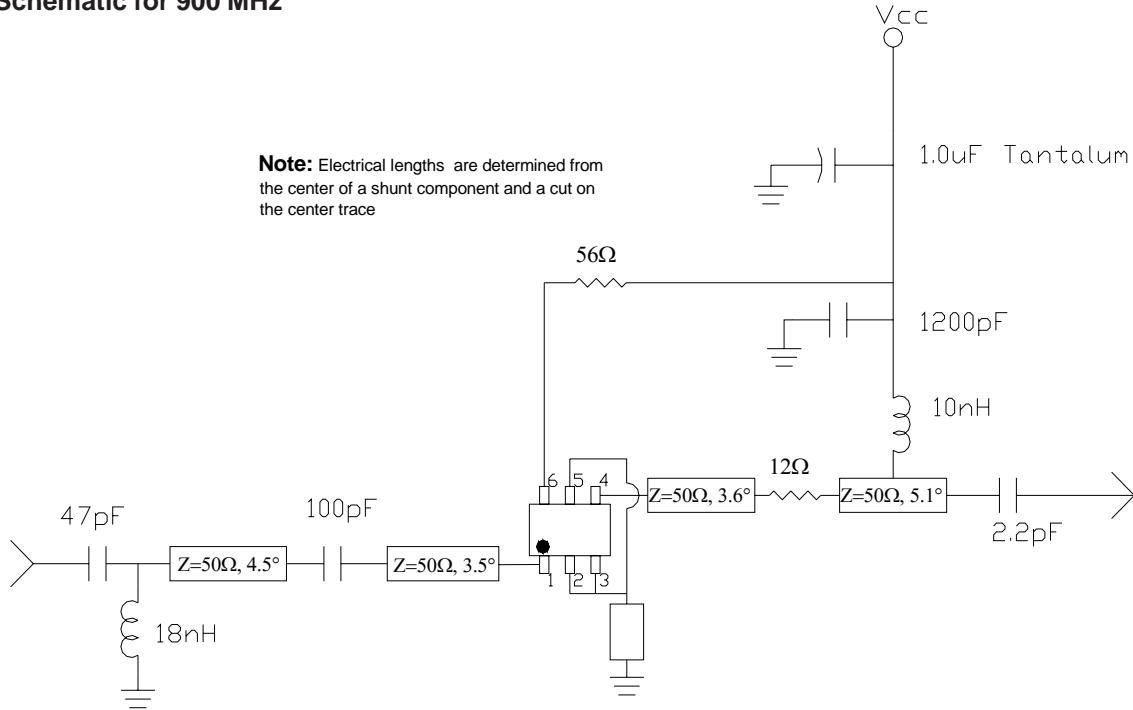 Schematic for 900 MHz
Vcc
1.0uF Tantalum
Note: Electrical lengths are determined from
the center of a shunt component and a cut on
the center trace
56Ω
1200pF
10nH
6 5 4
Z=50Ω, 3.6°
12Ω
Z=50Ω, 5.1°
2.2pF
47pF
Z=50Ω, 4.5°
100pF
Z=50Ω, 3.5°
1 2 3
18nH